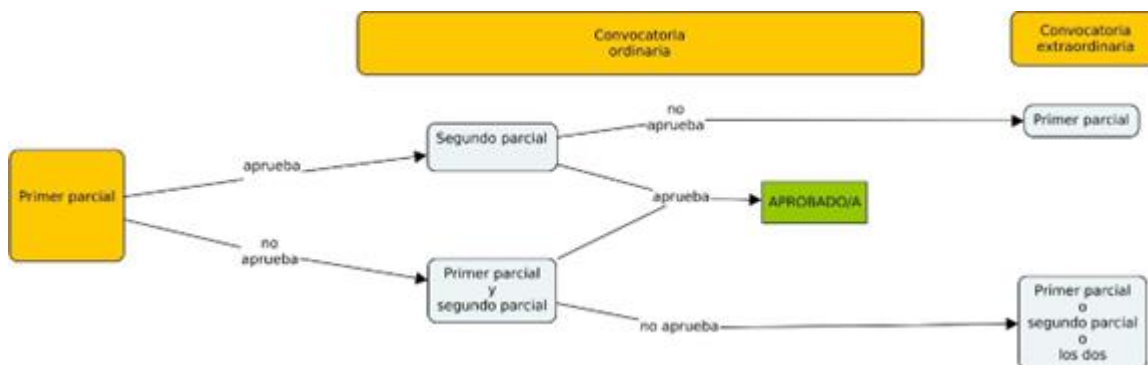 Convocatoria
ordinaria
Convocatoria
extraordinaria
no
aprueba
Primer parcial
Segundo parcial
aprueba
Primer parcial
aprueba
APROBADO/A
no
aprueba
Primer parcial
y
segundo parcial
no aprueba
Primer parcial
o
segundo parcial
o
los dos